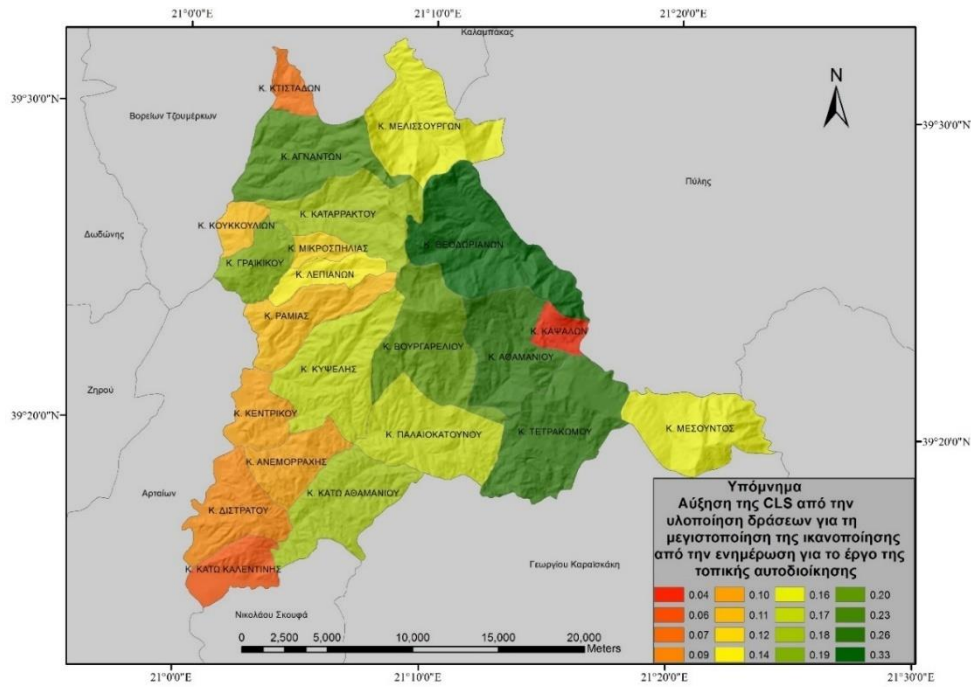 21°0'0"E
21°10'0"E
21°20'0"E
Καλαμπάκας
N
39°30'0"N
39°30'0"N
Κ. ΚΤΙΣΤΑΔΩΝ
Βορείων Τζουμέρκων
Κ. ΜΕΛΙΣΣΟΥΡΓΩΝ
Κ. ΑΓΝΑΝΤΩΝ
Πύλης
Κ. ΚΑΤΑΡΡΑΚΤΟΥ
Κ. ΚΟΥΚΚΟΥΛΙΩΝ
Δωδώνης
Κ. ΜΙΚΡΟΣΠΗΛΙΑΣ
Κ. ΘΕΟΔΩΡΙΑΝΩΝ
Κ. ΓΡΑΙΚΙΚΟΥ
Κ. ΛΕΠΙΑΝΩΝ
Κ. ΡΑΜΙΑΣ
Κ. ΚΑΨΑΛΩΝ
Κ. ΒΟΥΡΓΑΡΕΛΙΟΥ
Κ. ΑΘΑΜΑΝΙΟΥ
Κ. ΚΥΨΕΛΗΣ
Ζηρού
39°20'0"N
39°20'0"N
Κ. ΚΕΝΤΡΙΚΟΥ
Κ. ΠΑΛΑΙΟΚΑΤΟΥΝΟΥ
Κ. ΤΕΤΡΑΚΩΜΟΥ
Κ. ΜΕΣΟΥΝΤΟΣ
Κ. ΑΝΕΜΟΡΡΑΧΗΣ
Αρταίων
Κ. ΚΑΤΩ ΑΘΑΜΑΝΙΟΥ
Κ. ΔΙΣΤΡΑΤΟΥ
Κ. ΚΑΤΩ ΚΑΛΕΝΤΙΝΗΣ
Γεωργίου Καραϊσκάκη
Νικολάου Σκουφά
0 2,500 5,000 10,000 15,000 20,000
Meters
Υπόμνημα
Αύξηση της CLS από την
υλοποίηση δράσεων για τη
μεγιστοποίηση της ικανοποίησης
από την ενημέρωση για το έργο της
τοπικής αυτοδιοίκησης
0.04 0.10 0.16 0.20
0.06 0.11 0.17 0.23
0.07 0.12 0.18 0.26
0.09 0.14 0.19 0.33
21°0'0"E
21°10'0"E
21°20'0"E
21°30'0"E